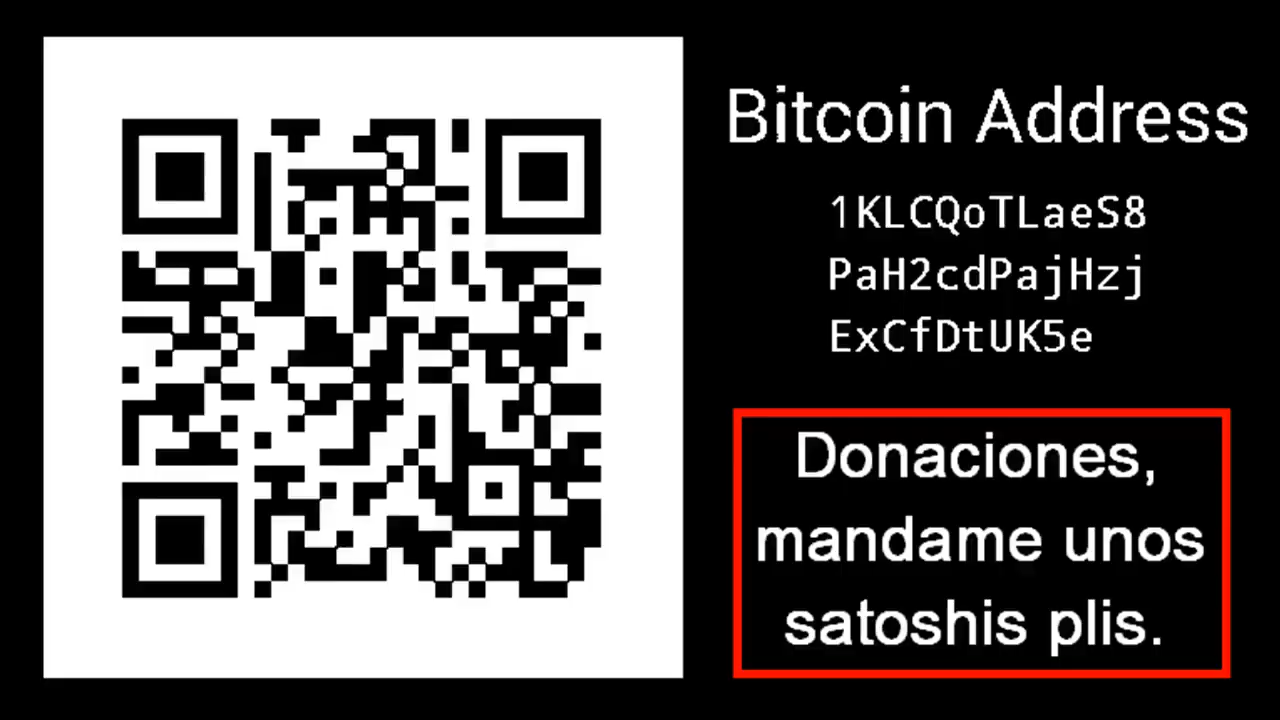 Bitcoin Address
1KLCQoTLaeS8
PaH2cdPajHzj
ExCfDtUK5e
Donaciones,
mandame unos
satoshis plis.